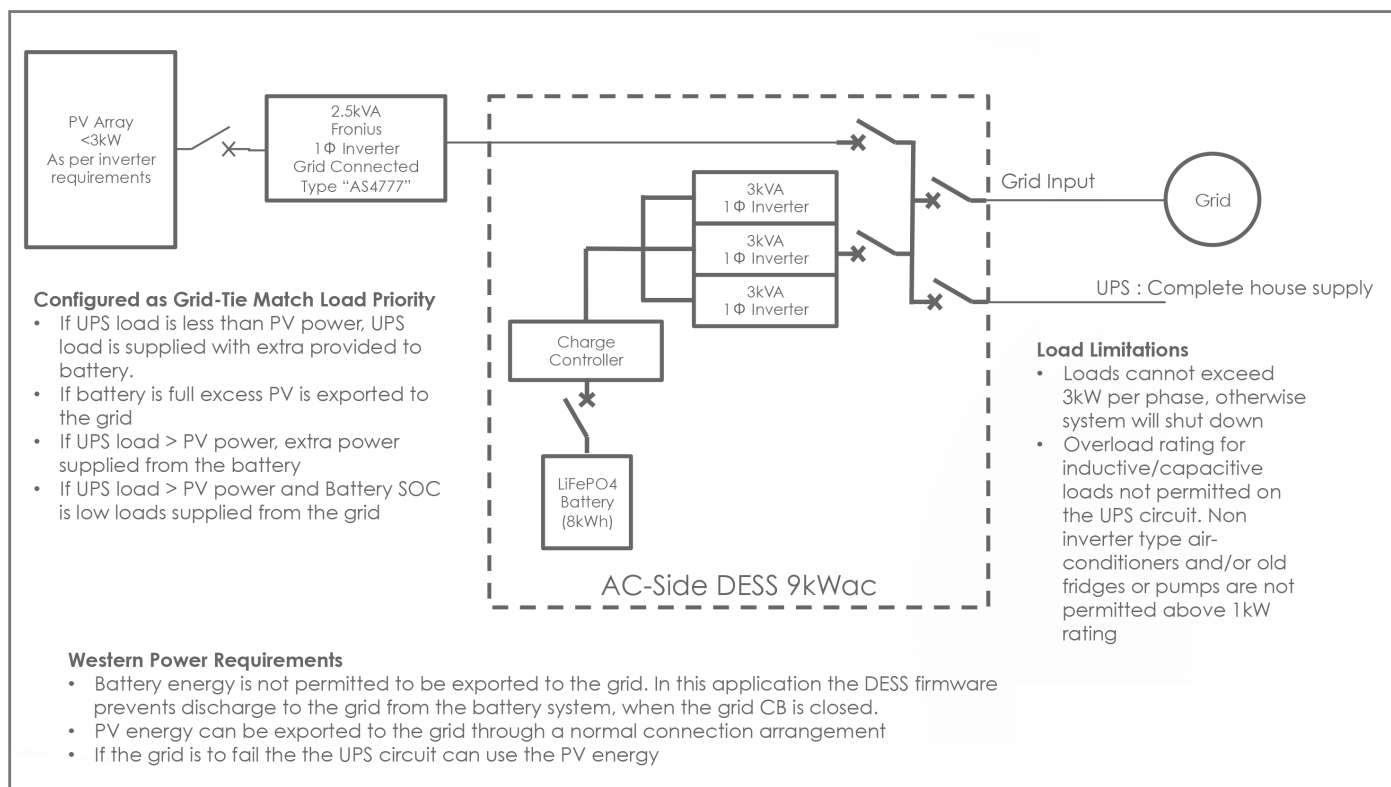 PV Array
<3kW
As per inverter
requirements
2.5kVA
Fronius
1Φ Inverter
Grid Connected
Type “AS4777”
3kVA
1Φ Inverter
3kVA
1Φ Inverter
3kVA
1Φ Inverter
Grid Input
Grid
UPS : Complete house supply
Charge
Controller
LiFePO4
Battery
(8kWh)
AC-Side DESS 9kWac
Configured as Grid-Tie Match Load Priority
• If UPS load is less than PV power, UPS
load is supplied with extra provided to
battery.
• If battery is full excess PV is exported to
the grid
• If UPS load > PV power, extra power
supplied from the battery
• If UPS load > PV power and Battery SOC
is low loads supplied from the grid
Load Limitations
• Loads cannot exceed
3kW per phase, otherwise
system will shut down
• Overload rating for
inductive/capacitive
loads not permitted on
the UPS circuit. Non
inverter type air-
conditioners and/or old
fridges or pumps are not
permitted above 1kW
rating
Western Power Requirements
• Battery energy is not permitted to be exported to the grid. In this application the DESS firmware
prevents discharge to the grid from the battery system, when the grid CB is closed.
• PV energy can be exported to the grid through a normal connection arrangement
• If the grid is to fail the the UPS circuit can use the PV energy